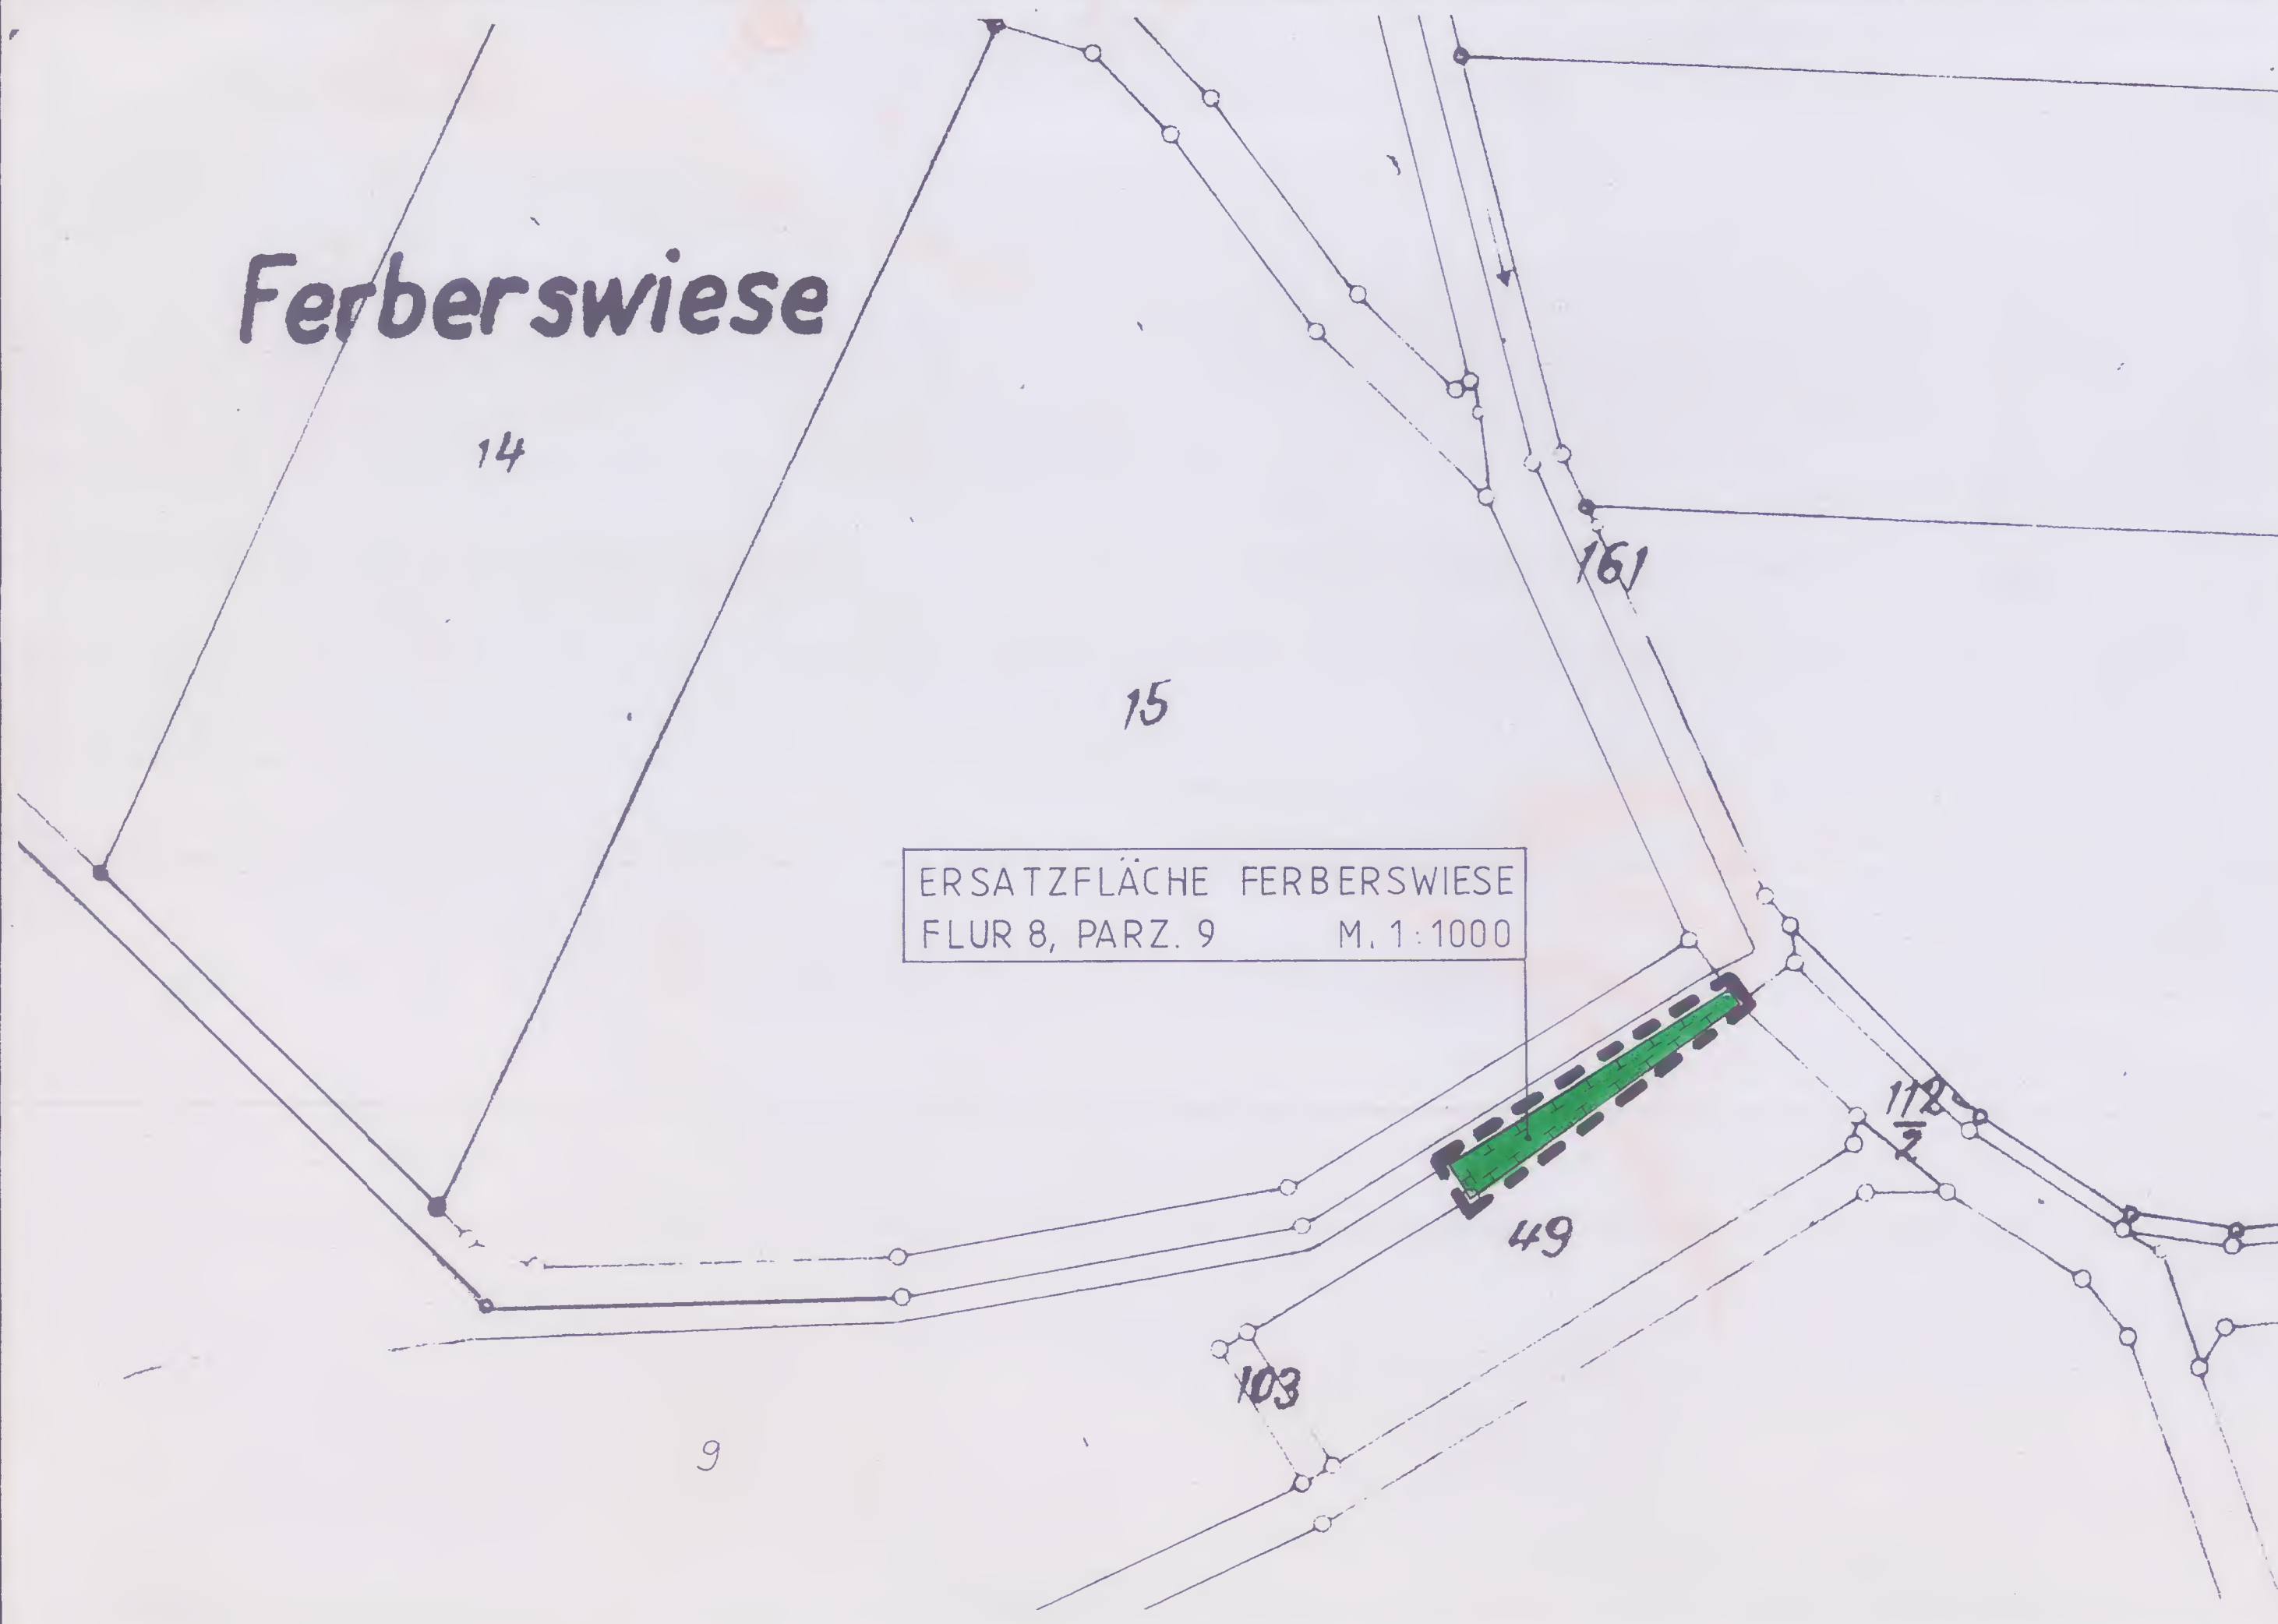 Ferberswiese
14
161
15
ERSATZFLÄCHE FERBERSWIESE
FLUR 8, PARZ. 9 M. 1:1000
112
2
49
103
9